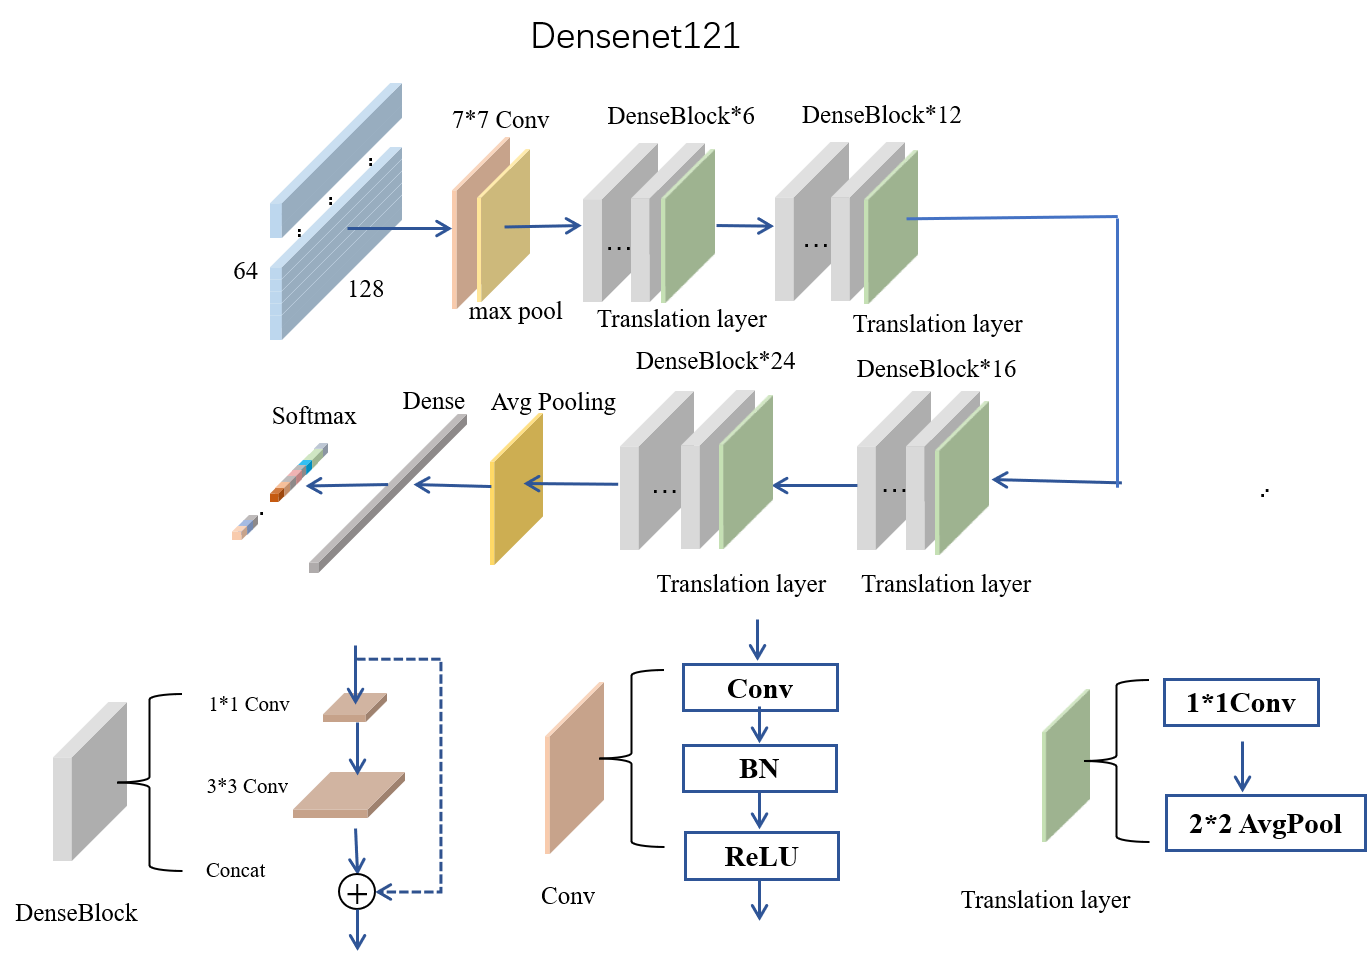 Densenet121
7*7 Conv
DenseBlock*6
DenseBlock*12
64
128
max pool
Translation layer
Translation layer
DenseBlock*24
DenseBlock*16
Softmax
Dense
Avg Pooling
...
...
...
...
Translation layer
Translation layer
1*1 Conv
3*3 Conv
Concat
+
DenseBlock
Conv
BN
ReLU
Conv
1*1Conv
2*2 AvgPool
Translation layer